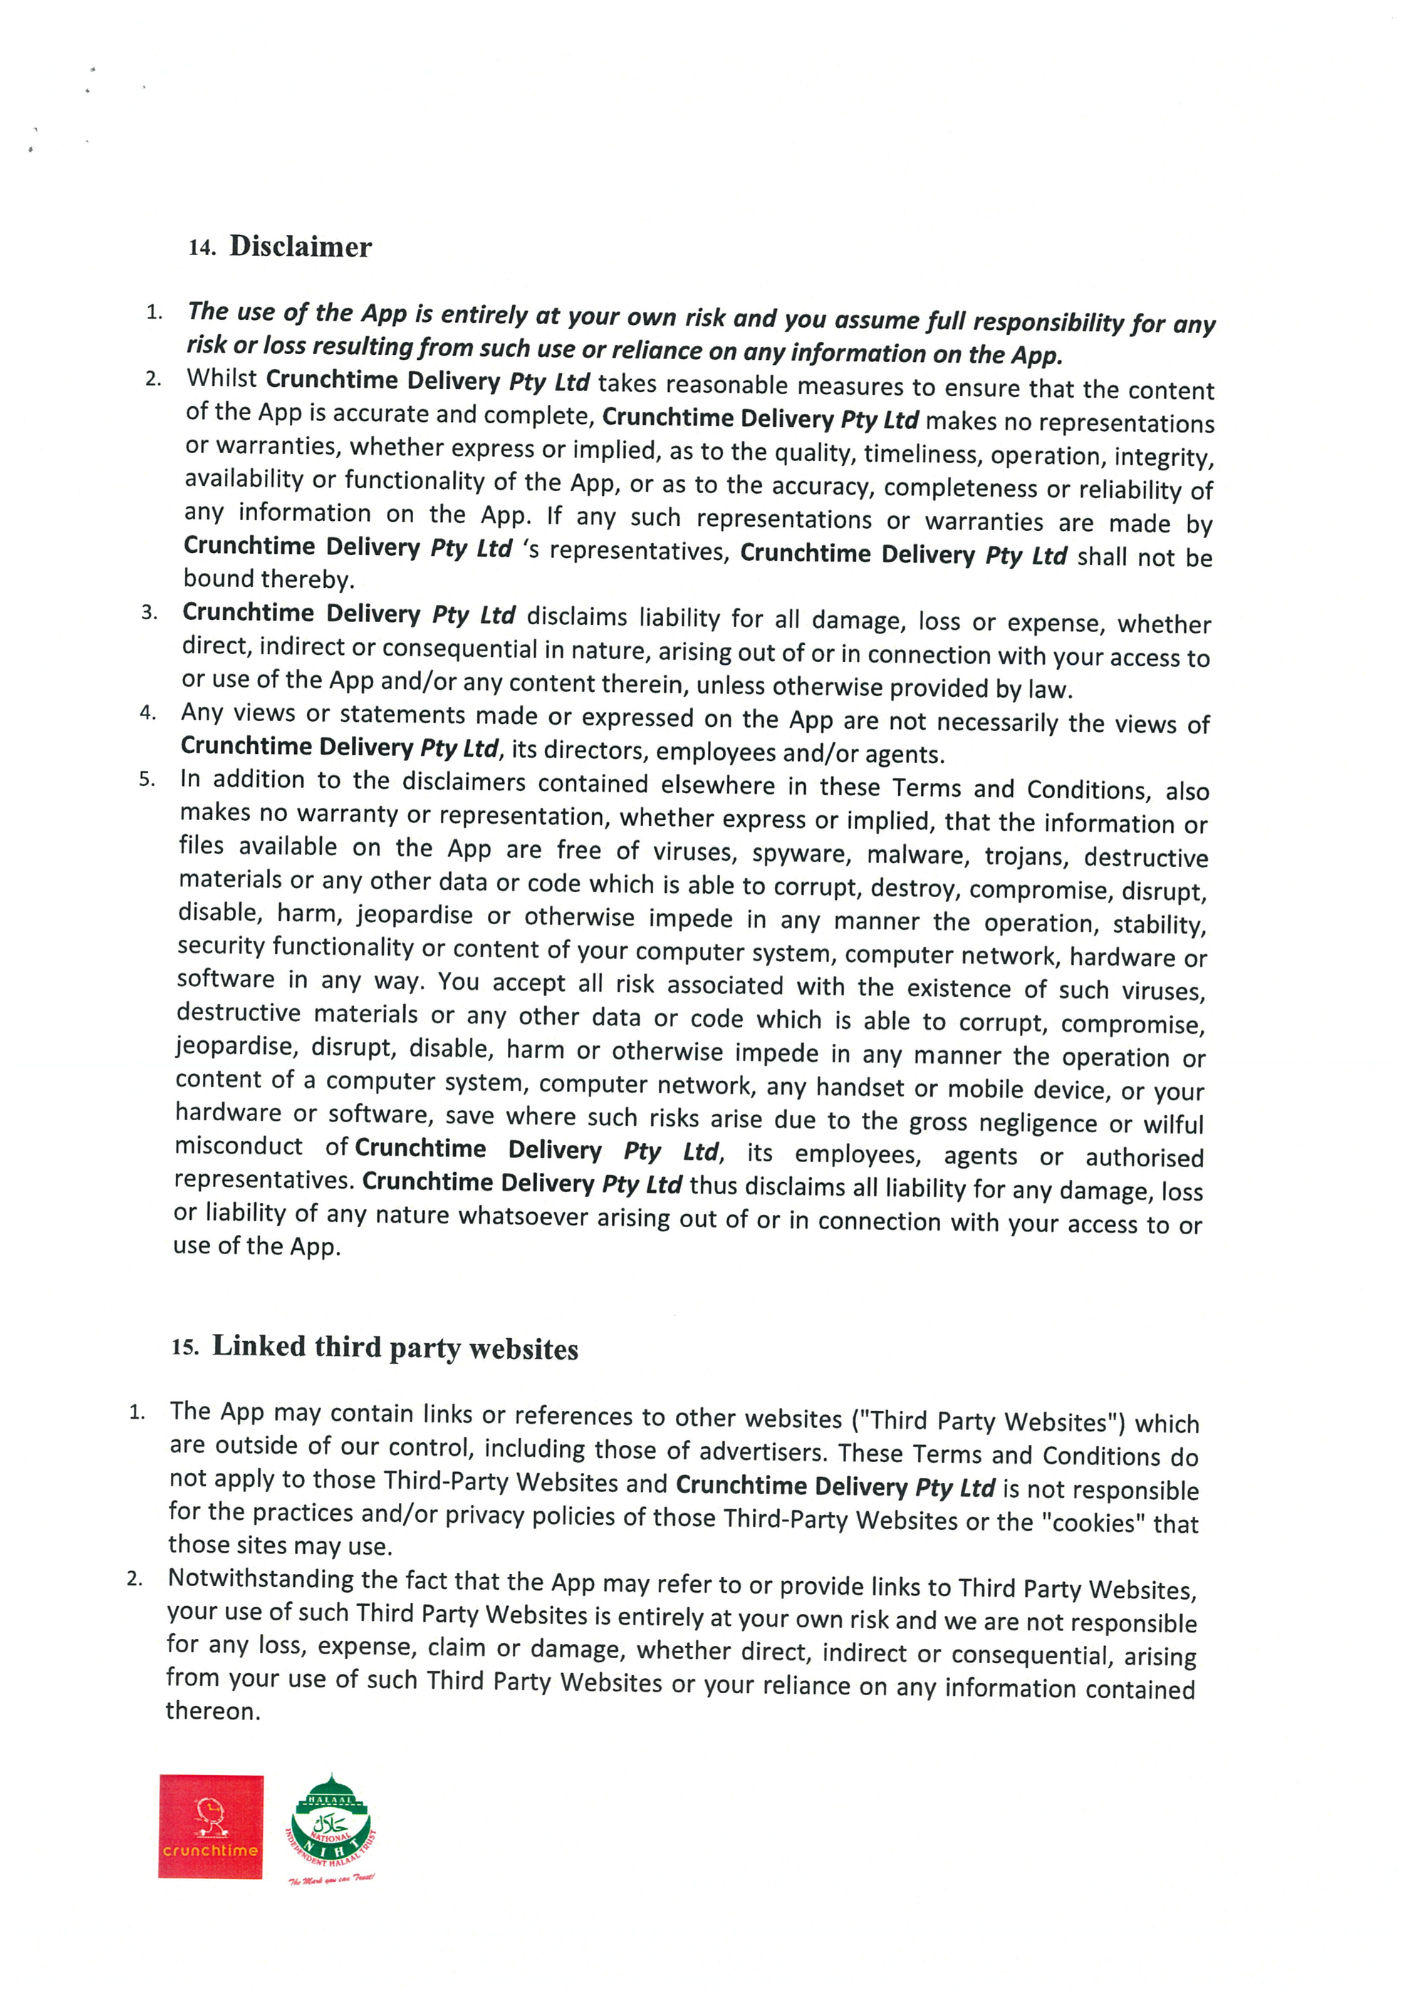 14. Disclaimer
1. The use of the App is entirely at your own risk and you assume full responsibility for any
risk or loss resulting from such use or reliance on any information on the App.
2. Whilst Crunchtime Delivery Pty Ltd takes reasonable measures to ensure that the content
of the App is accurate and complete, Crunchtime Delivery Pty Ltd makes no representations
or warranties, whether express or implied, as to the quality, timeliness, operation, integrity,
availability or functionality of the App, or as to the accuracy, completeness or reliability of
any information on the App. If any such representations or warranties are made by
Crunchtime Delivery Pty Ltd ‘s representatives, Crunchtime Delivery Pty Ltd shall not be
bound thereby.
3. Crunchtime Delivery Pty Ltd disclaims liability for all damage, loss or expense, whether
direct, indirect or consequential in nature, arising out of or in connection with your access to
or use of the App and/or any content therein, unless otherwise provided by law.
4. Any views or statements made or expressed on the App are not necessarily the views of
Crunchtime Delivery Pty Ltd, its directors, employees and/or agents.
5. In addition to the disclaimers contained elsewhere in these Terms and Conditions, also
makes no warranty or representation, whether express or implied, that the information or
files available on the App are free of viruses, spyware, malware, trojans, destructive
materials or any other data or code which is able to corrupt, destroy, compromise, disrupt,
disable, harm, jeopardise or otherwise impede in any manner the operation, stability,
security functionality or content of your computer system, computer network, hardware or
software in any way. You accept all risk associated with the existence of such viruses,
destructive materials or any other data or code which is able to corrupt, compromise,
jeopardise, disrupt, disable, harm or otherwise impede in any manner the operation or
content of a computer system, computer network, any handset or mobile device, or your
hardware or software, save where such risks arise due to the gross negligence or wilful
misconduct of Crunchtime Delivery Pty Ltd, its employees, agents or authorised
representatives. Crunchtime Delivery Pty Ltd thus disclaims all liability for any damage, loss
or liability of any nature whatsoever arising out of or in connection with your access to or
use of the App.
15. Linked third party websites
1. The App may contain links or references to other websites ("Third Party Websites") which
are outside of our control, including those of advertisers. These Terms and Conditions do
not apply to those Third-Party Websites and Crunchtime Delivery Pty Ltd is not responsible
for the practices and/or privacy policies of those Third-Party Websites or the "cookies" that
those sites may use.
2. Notwithstanding the fact that the App may refer to or provide links to Third Party Websites,
your use of such Third Party Websites is entirely at your own risk and we are not responsible
for any loss, expense, claim or damage, whether direct, indirect or consequential, arising
from your use of such Third Party Websites or your reliance on any information contained
thereon.
crunchtime
HALAAL
حلال
NATIONAL
NIHT
INDEPENDENT HALAAL TRUST
The Mark you can Trust!